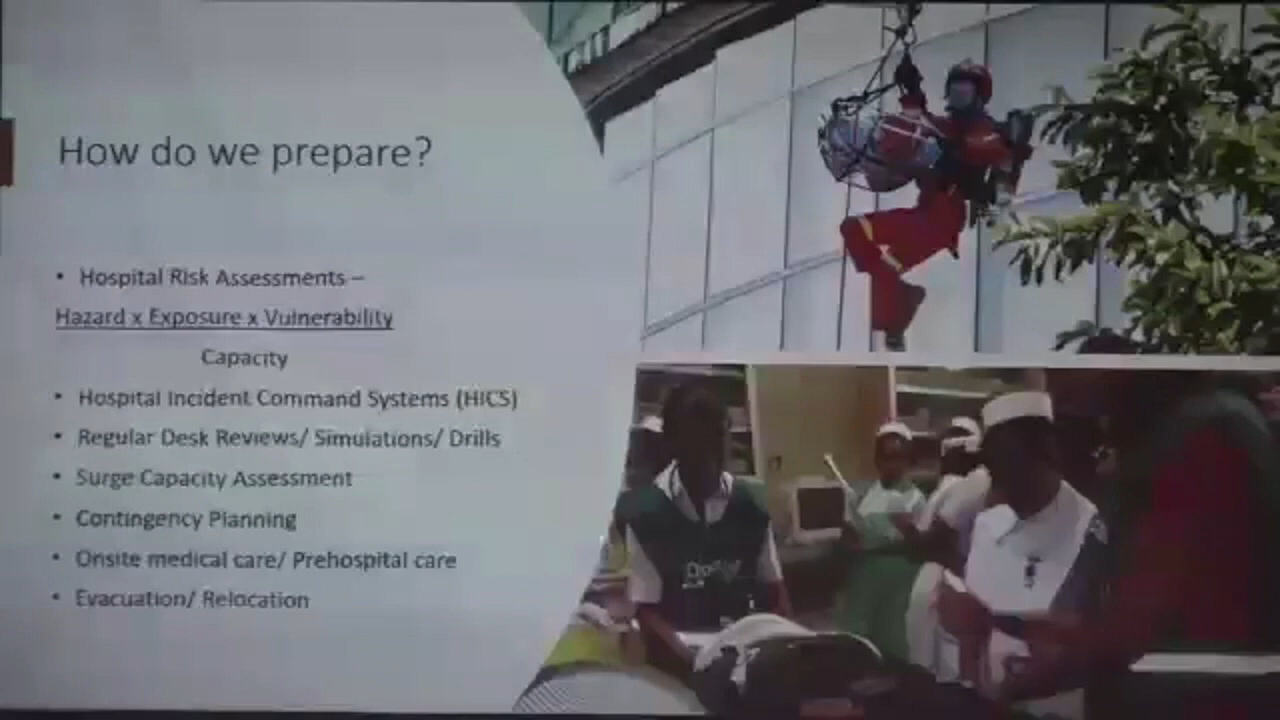 How do we prepare?
• Hospital Risk Assessments –
Hazard x Exposure x Vulnerability
Capacity
• Hospital Incident Command Systems (HICS)
• Regular Desk Reviews/ Simulations/ Drills
• Surge Capacity Assessment
• Contingency Planning
• Onsite medical care/ Prehospital care
• Evacuation/ Relocation